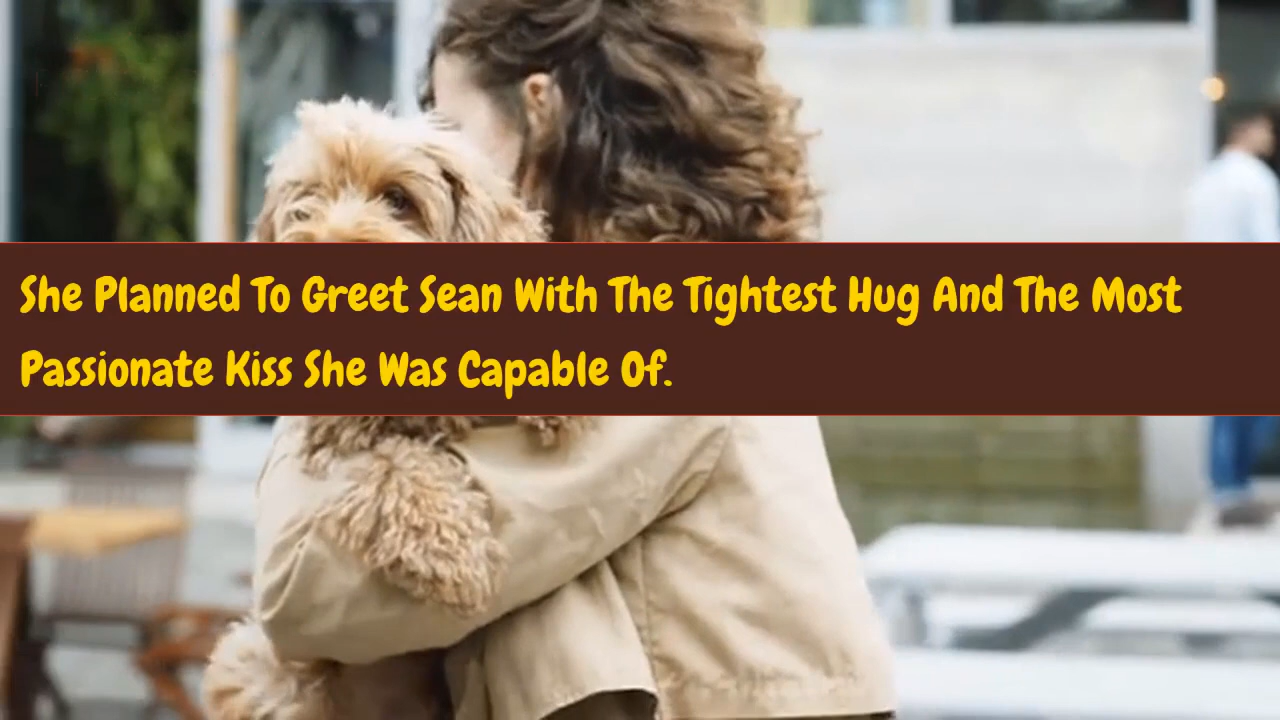 She Planned To Greet Sean With The Tightest Hug And The Most
Passionate Kiss She Was Capable Of.